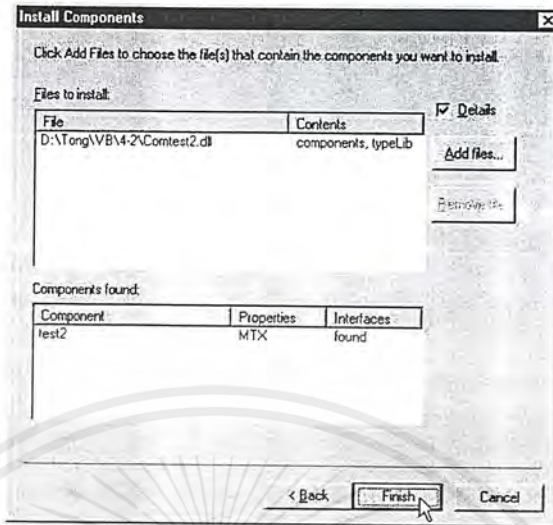 Install Components
Click Add Files to choose the file(s) that contain the components you want to install.
Files to install:
Details
File Contents
D:\Tong\VB\4-2\Comtest2.dll components, typeLib
Add files...
Remove file
Components found:
Component Properties Interfaces
test2 MTX found
< Back Finish Cancel